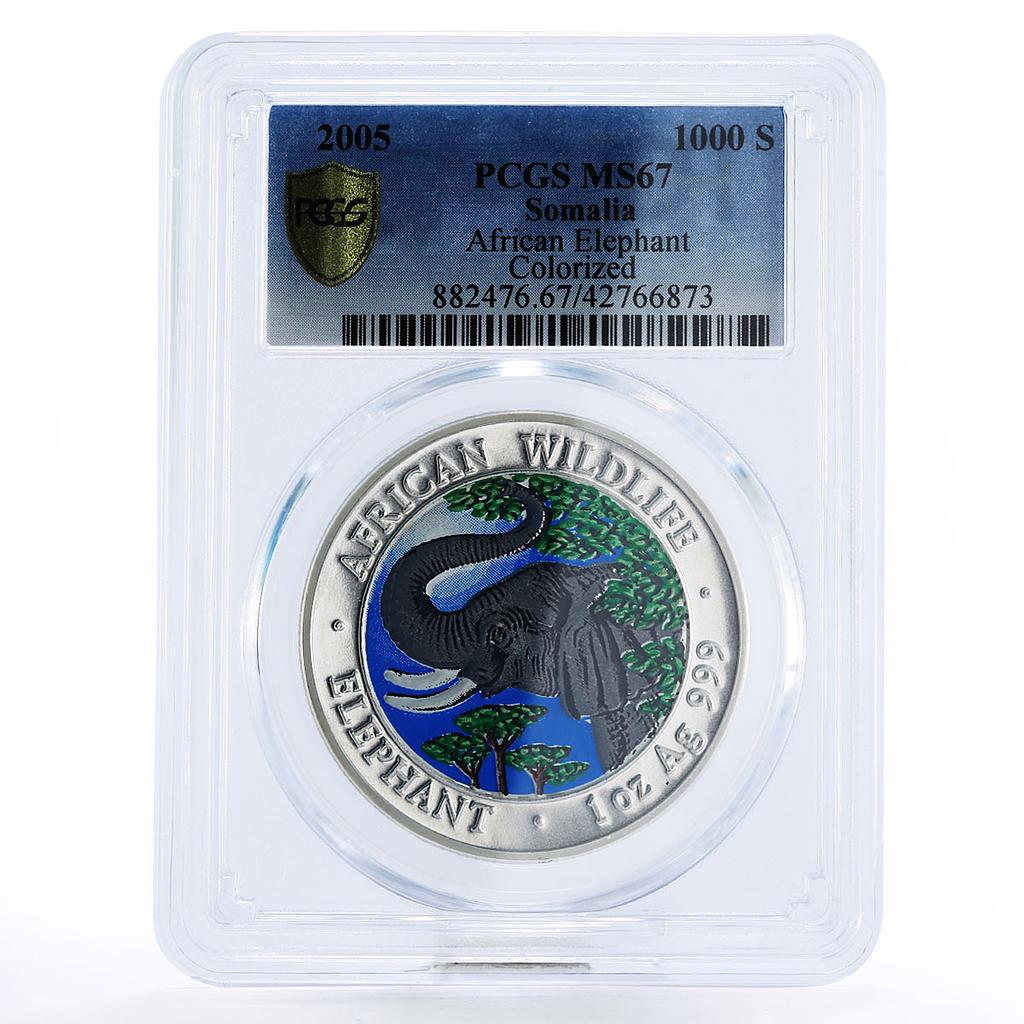 2005 1000 S
PCGS MS67
PCGS
Somalia
African Elephant
Colorized
882476.67/42766873
AFRICAN WILDLIFE
ELEPHANT · 1 oz Ag 999